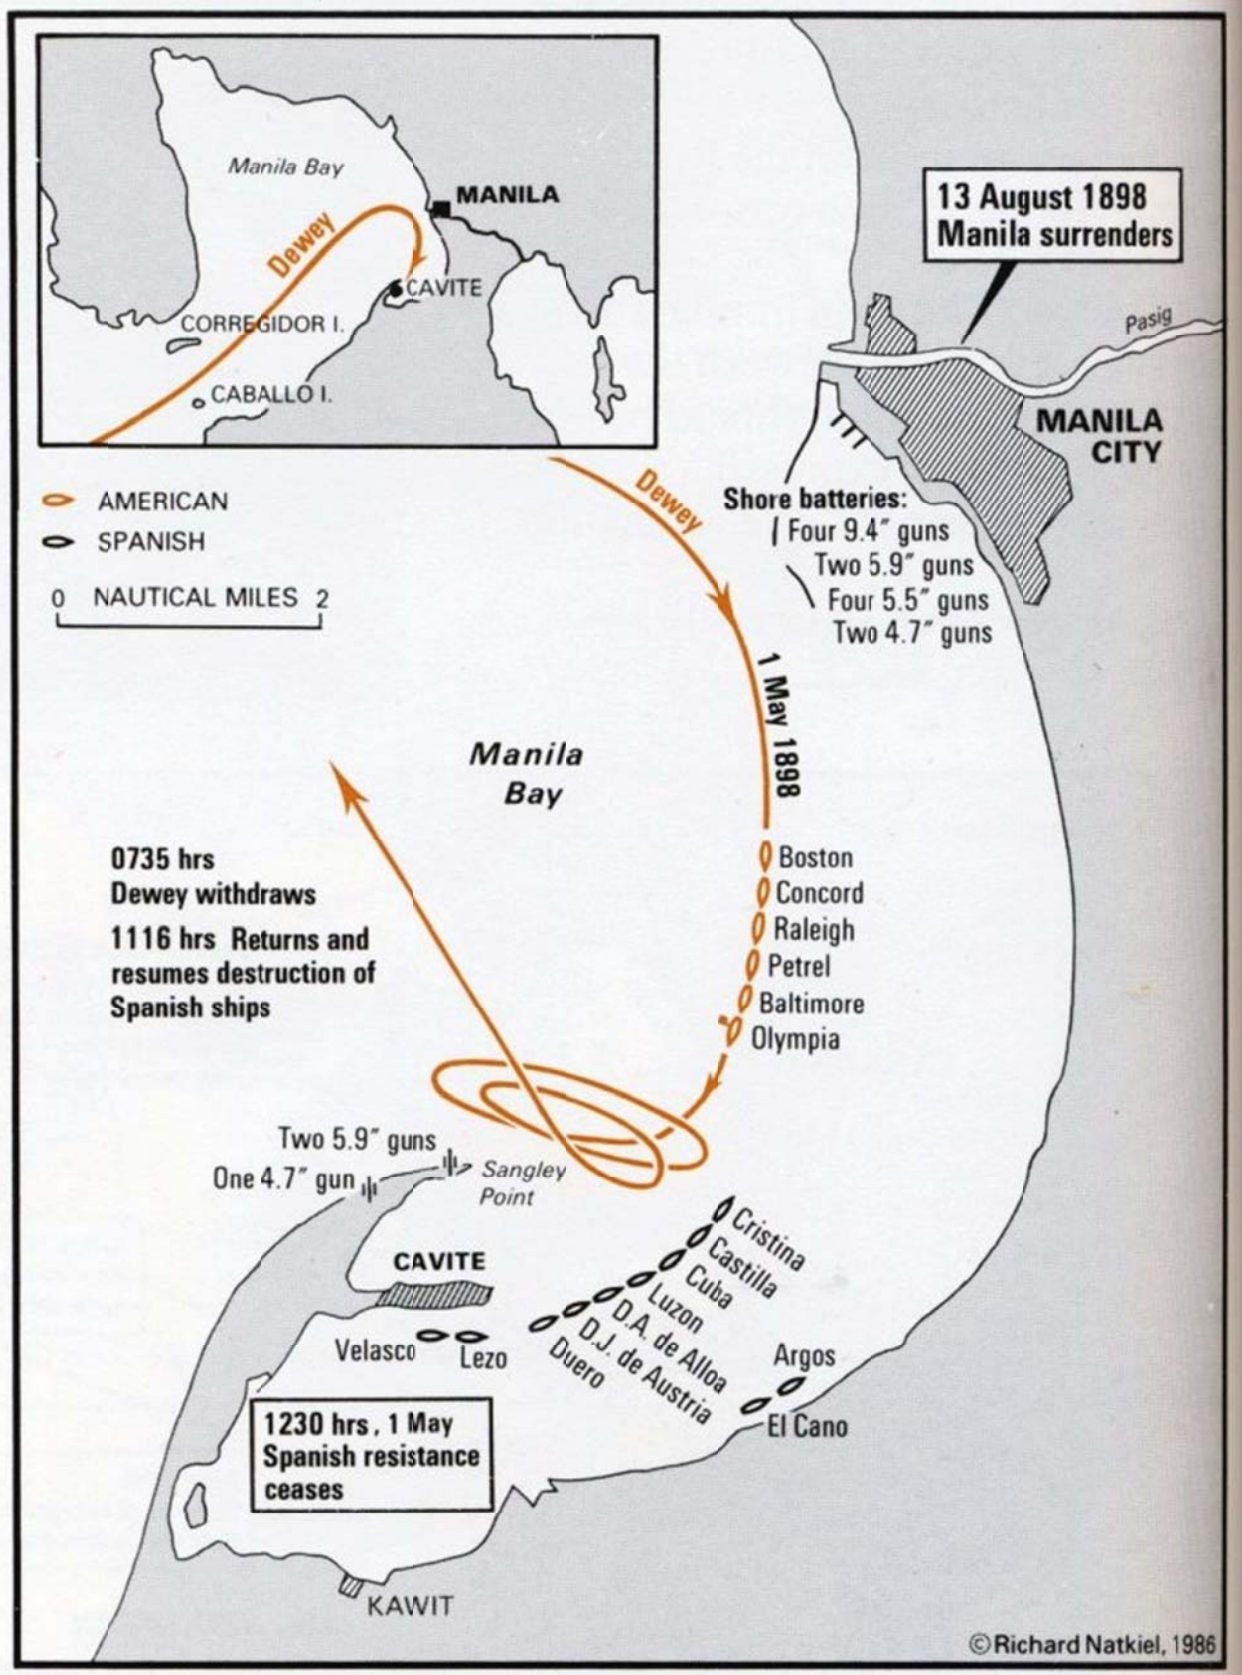 Manila Bay
MANILA
Dewey
CAVITE
CORREGIDOR I.
CABALLO I.
13 August 1898
Manila surrenders
Pasig
MANILA
CITY
AMERICAN
SPANISH
0 NAUTICAL MILES 2
Dewey
Shore batteries:
Four 9.4″ guns
Two 5.9″ guns
Four 5.5″ guns
Two 4.7″ guns
1 May 1898
Manila
Bay
0735 hrs
Dewey withdraws
1116 hrs Returns and
resumes destruction of
Spanish ships
Boston
Concord
Raleigh
Petrel
Baltimore
Olympia
Two 5.9″ guns
One 4.7″ gun
Sangley
Point
CAVITE
Velasco
Lezo
Cristina
Castilla
Cuba
Luzon
D.A. de Alloa
D.J. de Austria
Duero
Argos
El Cano
1230 hrs, 1 May
Spanish resistance
ceases
KAWIT
©Richard Natkiel, 1986